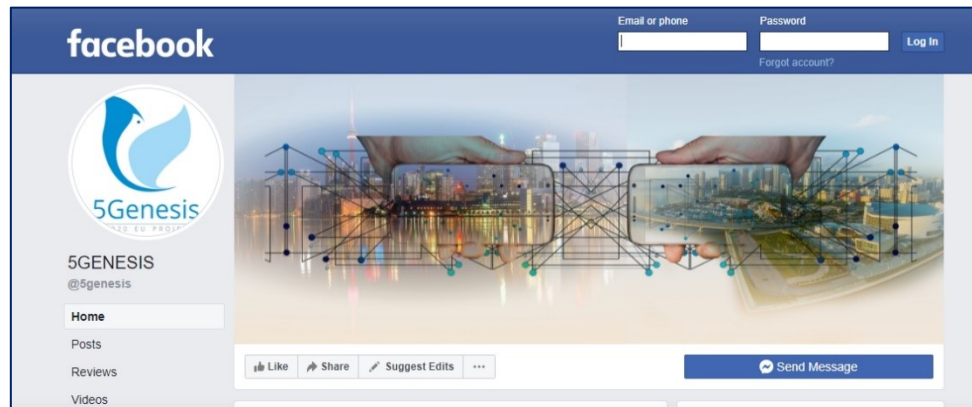 Email or phone
Password
facebook
Log In
Forgot account?
5Genesis
5GENESIS
@5genesis
Home
Posts
Reviews
Videos
Like
Share
Suggest Edits
Send Message